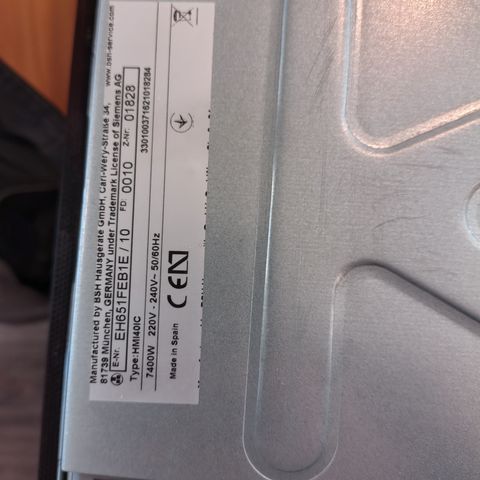 Manufactured by BSH Hausgeräte GmbH, Carl-Wery-Straße 34,
81739 München, GERMANY under Trademark License of Siemens AG
www.bsh-service.com
E-Nr. EH651FEB1E / 10 FD 0010 Z-Nr. 01828
Type:HMI40IC 330100371621018284
7400W 220V - 240V~ 50/60Hz
Made in Spain
CE